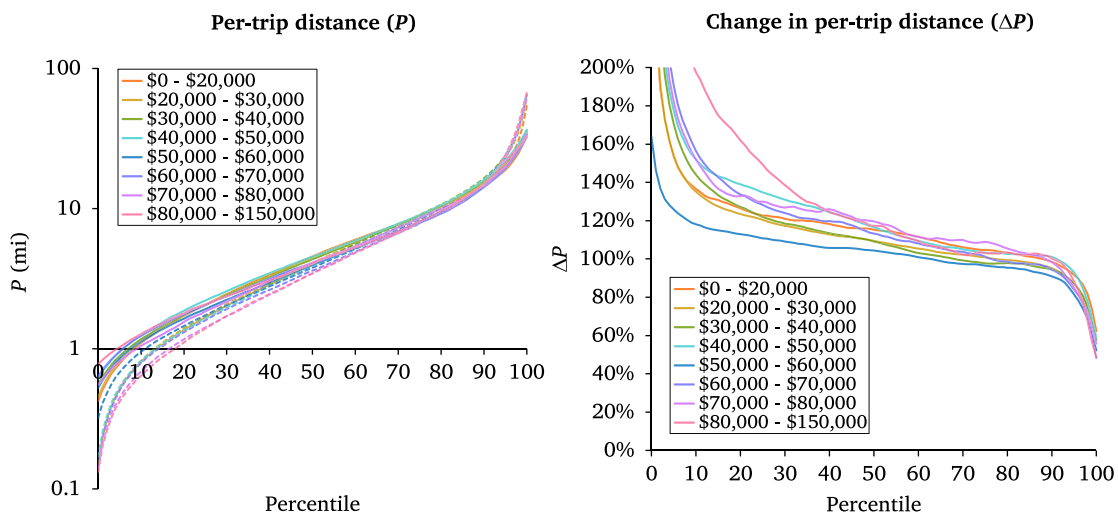 Per-trip distance (P)
100
10
1
0.1
P (mi)
$0 - $20,000
$20,000 - $30,000
$30,000 - $40,000
$40,000 - $50,000
$50,000 - $60,000
$60,000 - $70,000
$70,000 - $80,000
$80,000 - $150,000
0 10 20 30 40 50 60 70 80 90 100
Percentile
Change in per-trip distance (ΔP)
200%
180%
160%
140%
120%
100%
80%
60%
40%
20%
0%
ΔP
$0 - $20,000
$20,000 - $30,000
$30,000 - $40,000
$40,000 - $50,000
$50,000 - $60,000
$60,000 - $70,000
$70,000 - $80,000
$80,000 - $150,000
0 10 20 30 40 50 60 70 80 90 100
Percentile